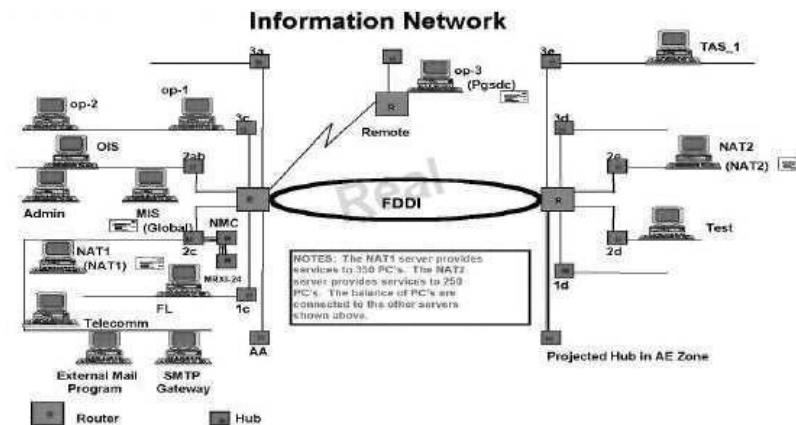 Information Network
3a
3e
TAS_1
op-3
(Pgsdc)
op-2
op-1
3c
Remote
3d
OIS
2ab
2e
NAT2
(NAT2)
Real
FDDI
Admin
MIS
(Global)
NMC
2c
NAT1
(NAT1)
MRXI-24
Test
2d
NOTES: The NAT1 server provides
services to 350 PC's. The NAT2
server provides services to 250
PC's. The balance of PC's are
connected to the other servers
shown above.
FL
1c
1d
Telecomm
AA
Projected Hub in AE Zone
External Mail
Program
SMTP
Gateway
Router
Hub